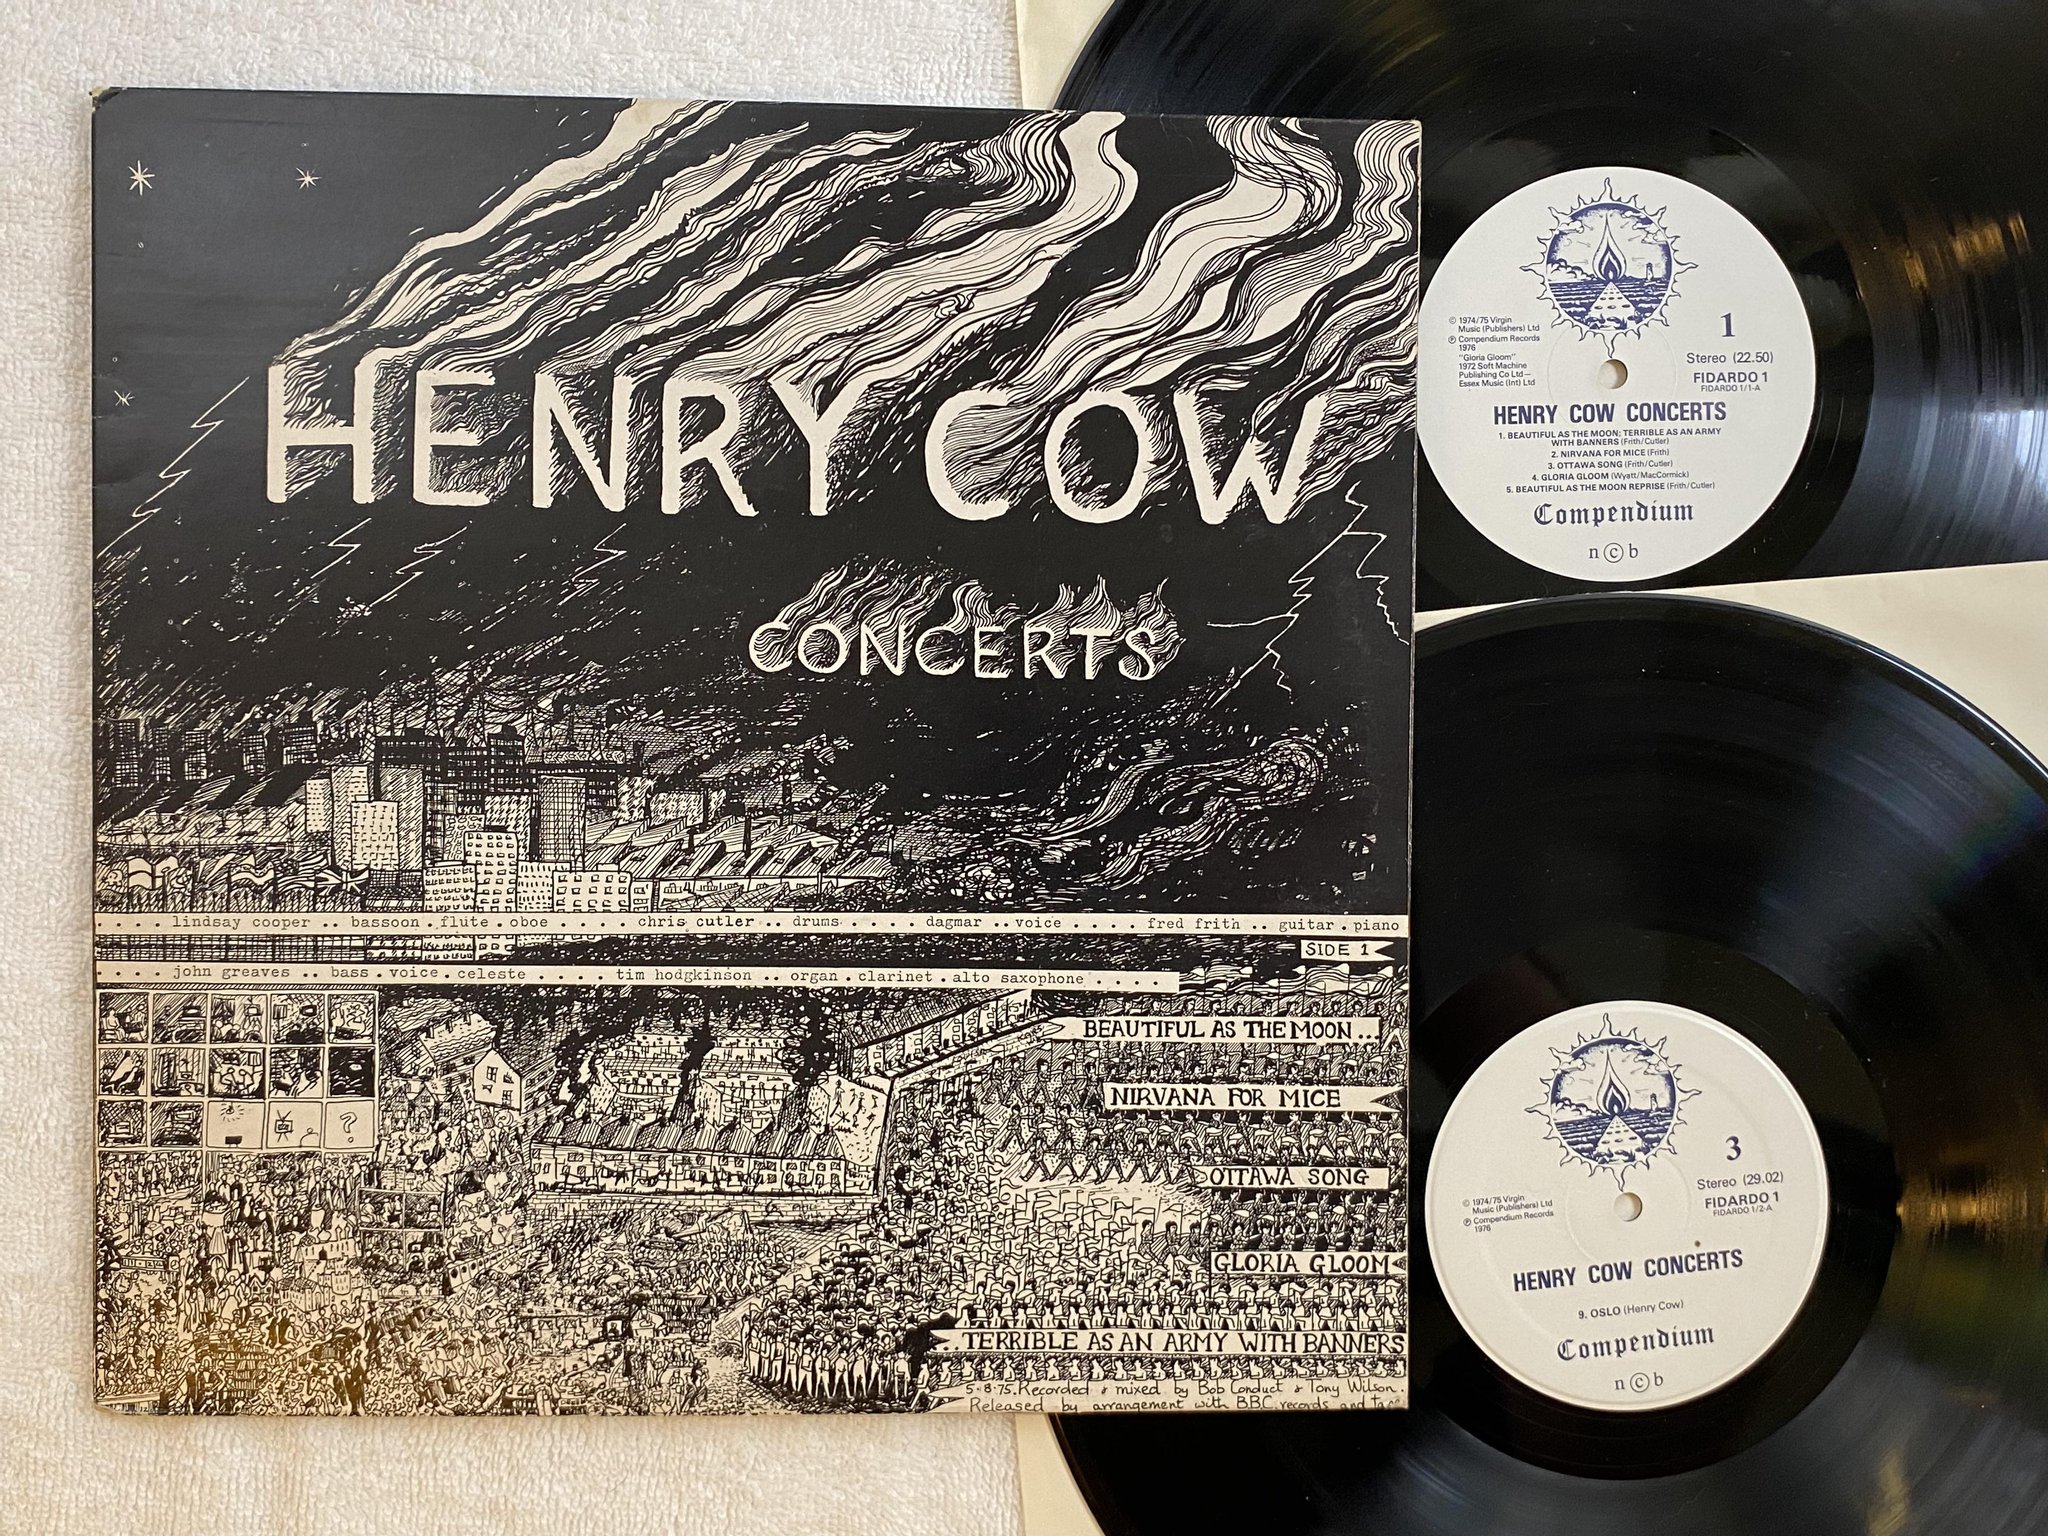 HENRY COW
CONCERTS
. . . . lindsay cooper .. bassoon . flute . oboe . . . . chris cutler .. drums . . . . dagmar .. voice . . . . fred frith .. guitar . piano
SIDE 1
. . . . john greaves .. bass . voice . celeste . . . . tim hodgkinson .. organ . clarinet . alto saxophone . . . .
BEAUTIFUL AS THE MOON...
NIRVANA FOR MICE
?
OTTAWA SONG
GLORIA GLOOM
...TERRIBLE AS AN ARMY WITH BANNERS
5·8·75. Recorded & mixed by Bob Conduct & Tony Wilson.
Released by arrangement with BBC records and
1
© 1974/75 Virgin
Music (Publishers) Ltd
℗ Compendium Records
1976
"Gloria Gloom"
1972 Soft Machine
Publishing Co Ltd—
Essex Music (Int) Ltd
Stereo (22.50)
FIDARDO 1
FIDARDO 1/1-A
HENRY COW CONCERTS
1. BEAUTIFUL AS THE MOON; TERRIBLE AS AN ARMY
WITH BANNERS (Frith/Cutler)
2. NIRVANA FOR MICE (Frith)
3. OTTAWA SONG (Frith/Cutler)
4. GLORIA GLOOM (Wyatt/MacCormick)
5. BEAUTIFUL AS THE MOON REPRISE (Frith/Cutler)
Compendium
n©b
3
Stereo (29.02)
FIDARDO 1
FIDARDO 1/2-A
© 1974/75 Virgin
Music (Publishers) Ltd
℗ Compendium Records
1976
HENRY COW CONCERTS
9. OSLO (Henry Cow)
Compendium
n©b